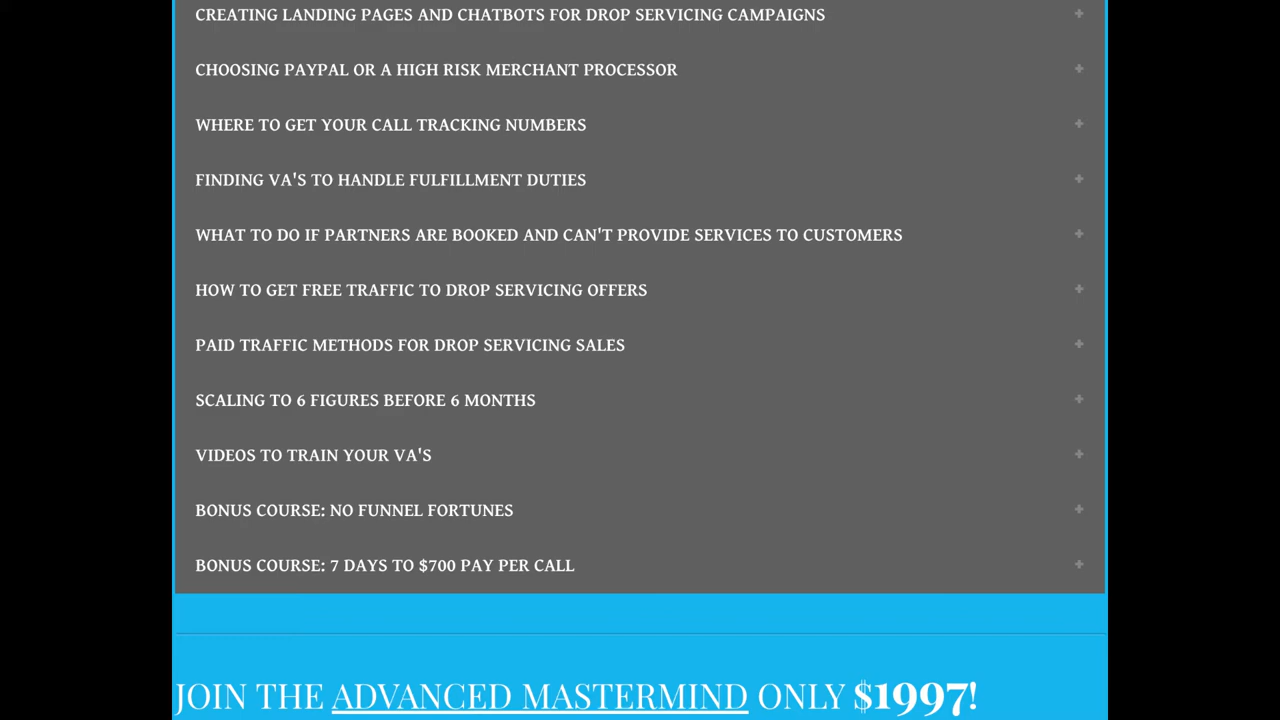 CREATING LANDING PAGES AND CHATBOTS FOR DROP SERVICING CAMPAIGNS
CHOOSING PAYPAL OR A HIGH RISK MERCHANT PROCESSOR
WHERE TO GET YOUR CALL TRACKING NUMBERS
FINDING VA'S TO HANDLE FULFILLMENT DUTIES
WHAT TO DO IF PARTNERS ARE BOOKED AND CAN'T PROVIDE SERVICES TO CUSTOMERS
HOW TO GET FREE TRAFFIC TO DROP SERVICING OFFERS
PAID TRAFFIC METHODS FOR DROP SERVICING SALES
SCALING TO 6 FIGURES BEFORE 6 MONTHS
VIDEOS TO TRAIN YOUR VA'S
BONUS COURSE: NO FUNNEL FORTUNES
BONUS COURSE: 7 DAYS TO $700 PAY PER CALL
JOIN THE ADVANCED MASTERMIND ONLY $1997!